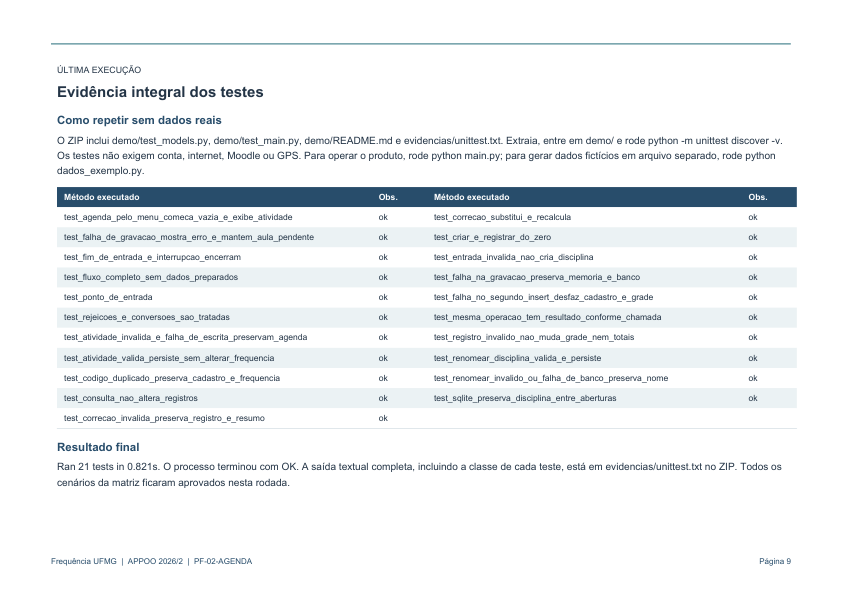 ÚLTIMA EXECUÇÃO
Evidência integral dos testes
Como repetir sem dados reais
O ZIP inclui demo/test_models.py, demo/test_main.py, demo/README.md e evidencias/unittest.txt. Extraia, entre em demo/ e rode python -m unittest discover -v.
Os testes não exigem conta, internet, Moodle ou GPS. Para operar o produto, rode python main.py; para gerar dados fictícios em arquivo separado, rode python
dados_exemplo.py.
Método executado Obs. Método executado Obs.
test_agenda_pelo_menu_comeca_vazia_e_exibe_atividade ok test_correcao_substitui_e_recalcula ok
test_falha_de_gravacao_mostra_erro_e_mantem_aula_pendente ok test_criar_e_registrar_do_zero ok
test_fim_de_entrada_e_interrupcao_encerram ok test_entrada_invalida_nao_cria_disciplina ok
test_fluxo_completo_sem_dados_preparados ok test_falha_na_gravacao_preserva_memoria_e_banco ok
test_ponto_de_entrada ok test_falha_no_segundo_insert_desfaz_cadastro_e_grade ok
test_rejeicoes_e_conversoes_sao_tratadas ok test_mesma_operacao_tem_resultado_conforme_chamada ok
test_atividade_invalida_e_falha_de_escrita_preservam_agenda ok test_registro_invalido_nao_muda_grade_nem_totais ok
test_atividade_valida_persiste_sem_alterar_frequencia ok test_renomear_disciplina_valida_e_persiste ok
test_codigo_duplicado_preserva_cadastro_e_frequencia ok test_renomear_invalido_ou_falha_de_banco_preserva_nome ok
test_consulta_nao_altera_registros ok test_sqlite_preserva_disciplina_entre_aberturas ok
test_correcao_invalida_preserva_registro_e_resumo ok
Resultado final
Ran 21 tests in 0.821s. O processo terminou com OK. A saída textual completa, incluindo a classe de cada teste, está em evidencias/unittest.txt no ZIP. Todos os
cenários da matriz ficaram aprovados nesta rodada.
Frequência UFMG | APPOO 2026/2 | PF-02-AGENDA Página 9